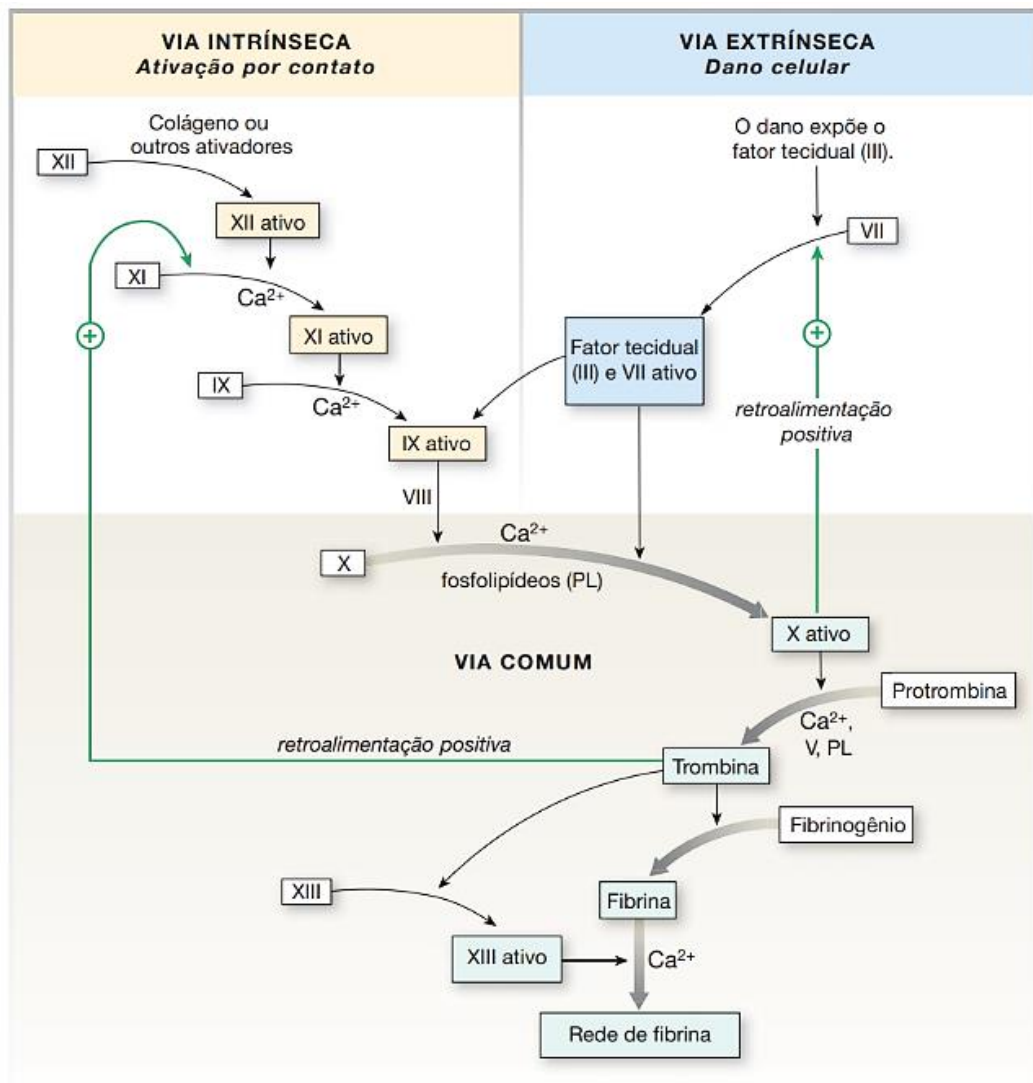 VIA INTRÍNSECA
Ativação por contato
VIA EXTRÍNSECA
Dano celular
Colágeno ou
outros ativadores
XII
XII ativo
XI
Ca²⁺
XI ativo
IX
Ca²⁺
IX ativo
VIII
O dano expõe o
fator tecidual (III).
VII
Fator tecidual
(III) e VII ativo
+
+
retroalimentação
positiva
X
Ca²⁺
fosfolipídeos (PL)
X ativo
VIA COMUM
Protrombina
Ca²⁺,
V, PL
retroalimentação positiva
Trombina
Fibrinogênio
XIII
Fibrina
XIII ativo
Ca²⁺
Rede de fibrina